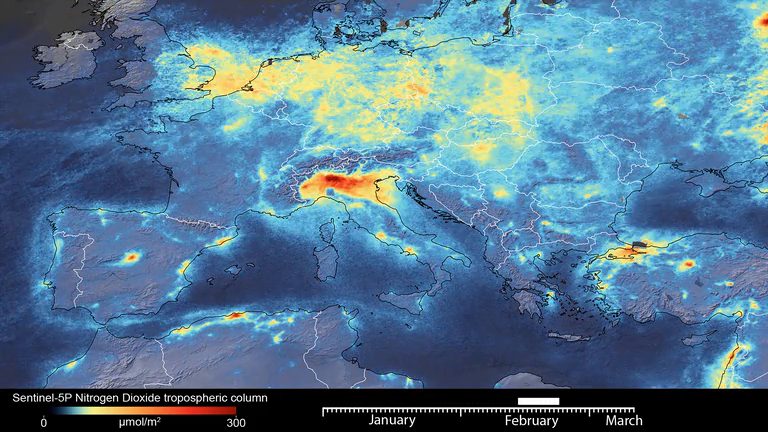 Sentinel-5P Nitrogen Dioxide tropospheric column
0 μmol/m² 300
January February March